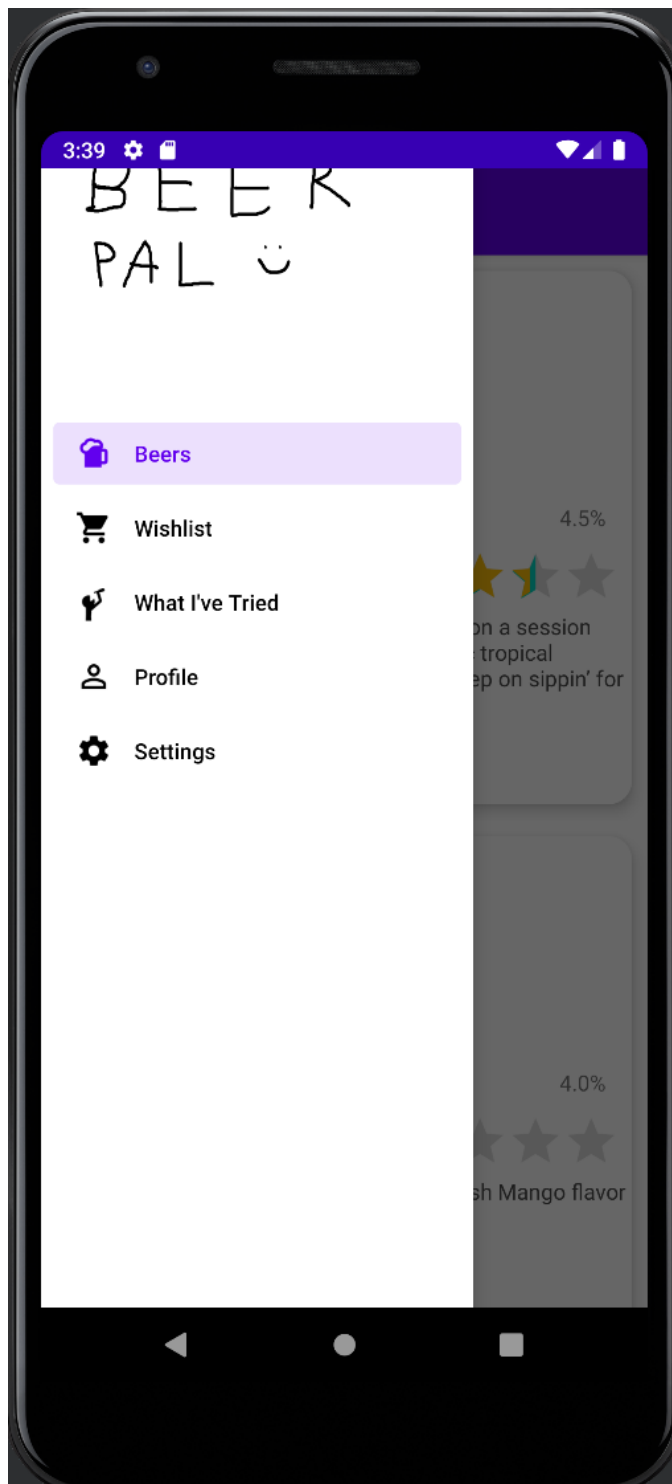 3:39
BEER
PAL
Beers
Wishlist
What I've Tried
Profile
Settings
4.5%
on a session
tropical
ep on sippin' for
4.0%
sh Mango flavor